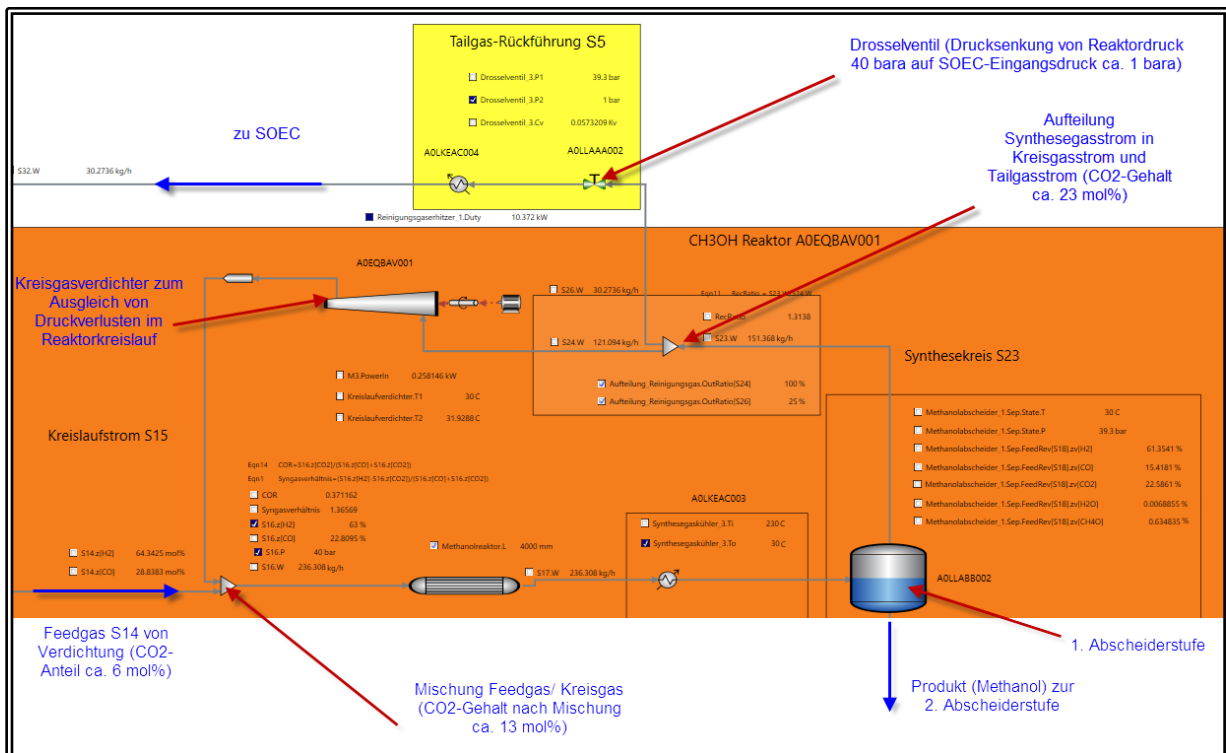 Tailgas-Rückführung S5
Drosselventil_3.P1 39.3 bar
Drosselventil_3.P2 1 bar
Drosselventil_3.Cv 0.0573209 Kv
A0LKEAC004 A0LLAAA002
Drosselventil (Drucksenkung von Reaktordruck
40 bara auf SOEC-Eingangsdruck ca. 1 bara)
zu SOEC
S32.W 30.2736 kg/h
Reinigungsgaserhitzer_1.Duty 10.372 kW
Aufteilung
Synthesegasstrom in
Kreisgasstrom und
Tailgasstrom (CO2-Gehalt
ca. 23 mol%)
CH3OH Reaktor A0EQBAV001
A0EQBAV001
Kreisgasverdichter zum
Ausgleich von
Druckverlusten im
Reaktorkreislauf
S26.W 30.2736 kg/h
RecRatio 1.3138
S24.W 121.094 kg/h
S23.W 151.368 kg/h
Aufteilung_Reinigungsgas.OutRatio(S24) 100 %
Aufteilung_Reinigungsgas.OutRatio(S26) 25 %
M3.PowerIn 0.258146 kW
Kreislaufverdichter.T1 30 C
Kreislaufverdichter.T2 31.9288 C
Synthesekreis S23
Methanolabscheider_1.Sep.State.T 30 C
Methanolabscheider_1.Sep.State.P 39.3 bar
Methanolabscheider_1.Sep.FeedRev[S18].zv(H2] 61.3541 %
Methanolabscheider_1.Sep.FeedRev[S18].zv(CO] 15.4181 %
Methanolabscheider_1.Sep.FeedRev[S18].zv[CO2] 22.5861 %
Methanolabscheider_1.Sep.FeedRev[S18].zv(H2O] 0.0068855 %
Methanolabscheider_1.Sep.FeedRev[S18].zv(CH4O] 0.634835 %
Kreislaufstrom S15
Eqn14 COR=S16.z[CO2]/(S16.z[CO]+S16.z[CO2])
Eqn1 Syngasverhältnis=(S16.z[H2]-S16.z[CO2])/(S16.z[CO]+S16.z[CO2])
COR 0.371162
Syngasverhältnis 1.36569
S16.z[H2] 63 %
S16.z[CO] 22.8095 %
S16.P 40 bar
S16.W 236.308 kg/h
S14.z[H2] 64.3425 mol%
S14.z[CO] 28.8383 mol%
Methanolreaktor.L 4000 mm
S17.W 236.308 kg/h
A0LKEAC003
Synthesegaskühler_3.Ti 230 C
Synthesegaskühler_3.To 30 C
A0LLABB002
Feedgas S14 von
Verdichtung (CO2-
Anteil ca. 6 mol%)
Mischung Feedgas/ Kreisgas
(CO2-Gehalt nach Mischung
ca. 13 mol%)
1. Abscheiderstufe
Produkt (Methanol) zur
2. Abscheiderstufe